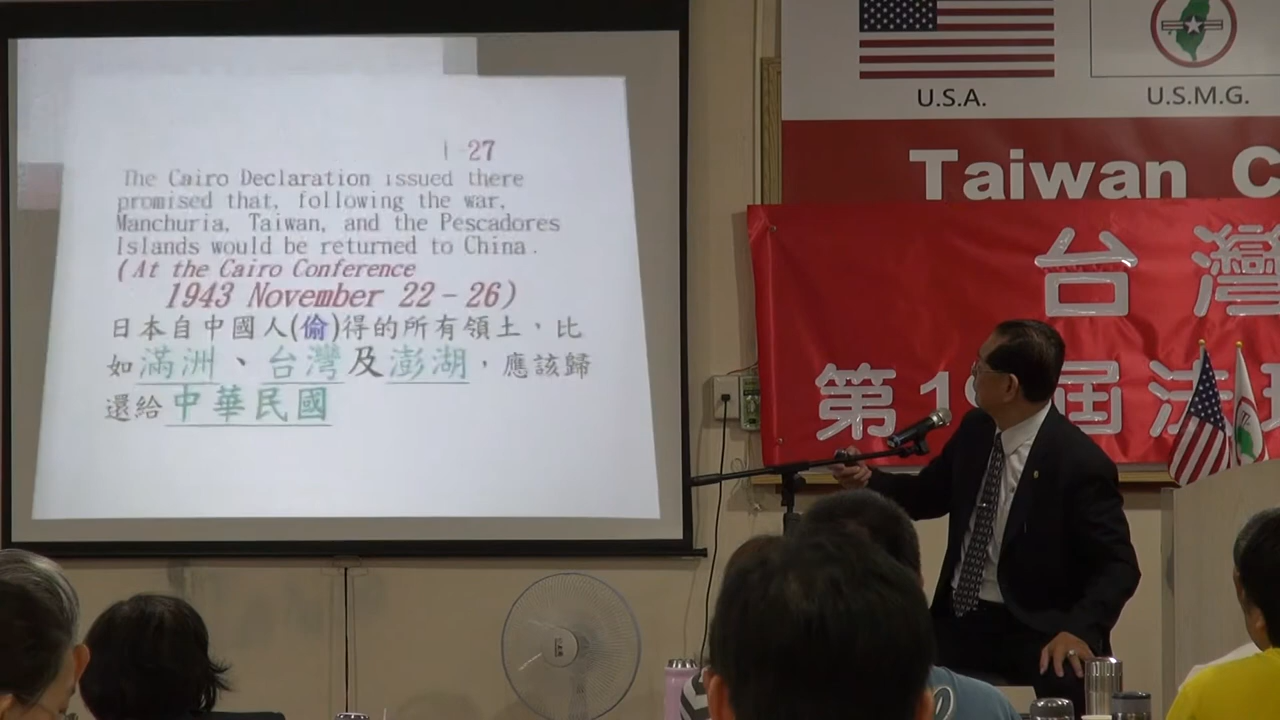 1-27
The Cairo Declaration issued there
promised that, following the war,
Manchuria, Taiwan, and the Pescadores
Islands would be returned to China.
(At the Cairo Conference
1943 November 22-26)
日本自中國人(偷)得的所有領土、比
如滿洲、台灣及澎湖，應該歸
還給中華民國
U.S.A.
U.S.M.G.
Taiwan C
台灣
第19屆法理